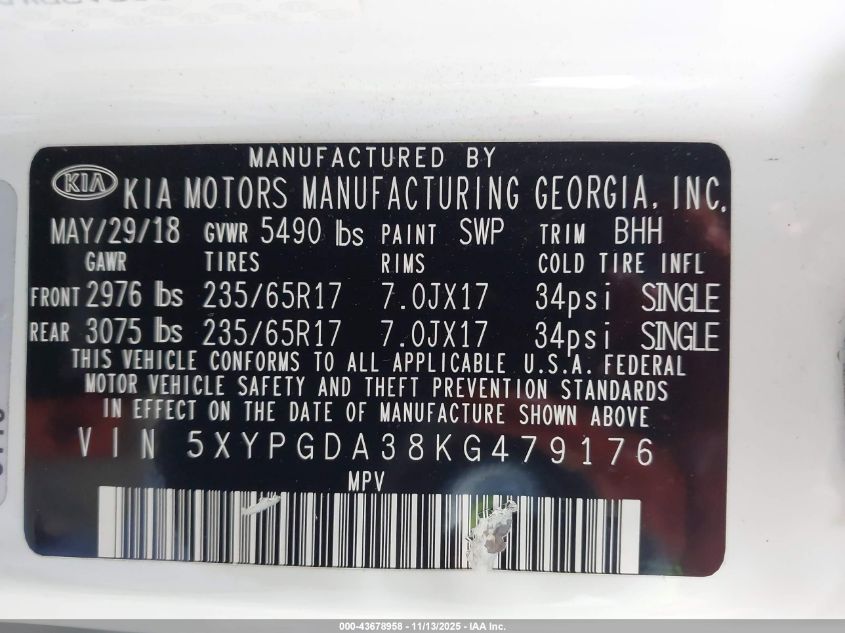 MANUFACTURED BY
KIA KIA MOTORS MANUFACTURING GEORGIA, INC.
MAY/29/18 GVWR 5490 lbs PAINT SWP TRIM BHH
GAWR TIRES RIMS COLD TIRE INFL
FRONT 2976 lbs 235/65R17 7.0JX17 34psi SINGLE
REAR 3075 lbs 235/65R17 7.0JX17 34psi SINGLE
THIS VEHICLE CONFORMS TO ALL APPLICABLE U.S.A. FEDERAL
MOTOR VEHICLE SAFETY AND THEFT PREVENTION STANDARDS
IN EFFECT ON THE DATE OF MANUFACTURE SHOWN ABOVE
VIN 5XYPGDA38KG479176
MPV
000-43678958 - 11/13/2025 - IAA Inc.